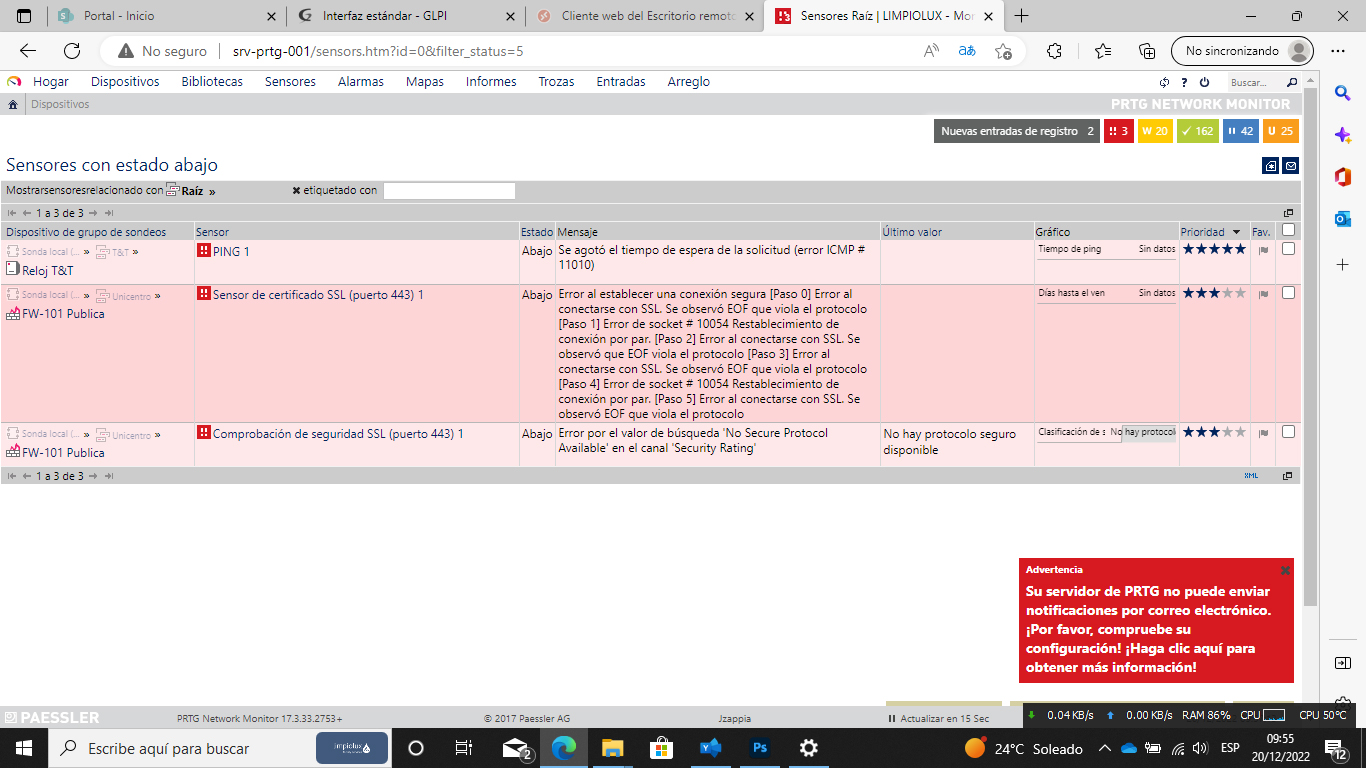 Portal - Inicio
Interfaz estándar - GLPI
Cliente web del Escritorio remoto
Sensores Raíz | LIMPIOLUX - Mon
No seguro
srv-prtg-001/sensors.htm?id=0&filter_status=5
No sincronizando
Hogar Dispositivos Bibliotecas Sensores Alarmas Mapas Informes Trozas Entradas Arreglo
Buscar...
Dispositivos
PRTG NETWORK MONITOR
Nuevas entradas de registro 2
3 W 20 162 42 U 25
Sensores con estado abajo
Mostrarsensoresrelacionado con Raíz »
etiquetado con
1 a 3 de 3
Dispositivo de grupo de sondeos Sensor Estado Mensaje Último valor Gráfico Prioridad Fav.
Sonda local (... » T&T »
Reloj T&T
PING 1
Abajo
Se agotó el tiempo de espera de la solicitud (error ICMP #
11010)
Tiempo de ping Sin datos
Sonda local (... » Unicentro »
FW-101 Publica
Sensor de certificado SSL (puerto 443) 1
Abajo
Error al establecer una conexión segura [Paso 0] Error al
conectarse con SSL. Se observó EOF que viola el protocolo
[Paso 1] Error de socket # 10054 Restablecimiento de
conexión por par. [Paso 2] Error al conectarse con SSL. Se
observó que EOF viola el protocolo [Paso 3] Error al
conectarse con SSL. Se observó EOF que viola el protocolo
[Paso 4] Error de socket # 10054 Restablecimiento de
conexión por par. [Paso 5] Error al conectarse con SSL. Se
observó EOF que viola el protocolo
Días hasta el ven Sin datos
Sonda local (... » Unicentro »
FW-101 Publica
Comprobación de seguridad SSL (puerto 443) 1
Abajo
Error por el valor de búsqueda 'No Secure Protocol
Available' en el canal 'Security Rating'
No hay protocolo seguro
disponible
Clasificación de s No hay protocol
1 a 3 de 3
XML
Advertencia
Su servidor de PRTG no puede enviar
notificaciones por correo electrónico.
¡Por favor, compruebe su
configuración! ¡Haga clic aquí para
obtener más información!
PAESSLER
PRTG Network Monitor 17.3.33.2753+
© 2017 Paessler AG
Jzappia
Actualizar en 15 Sec
0.04 KB/s 0.00 KB/s RAM 86% CPU CPU 50°C
Escribe aquí para buscar
limpiolux
2
24°C Soleado
ESP
09:55
20/12/2022
12